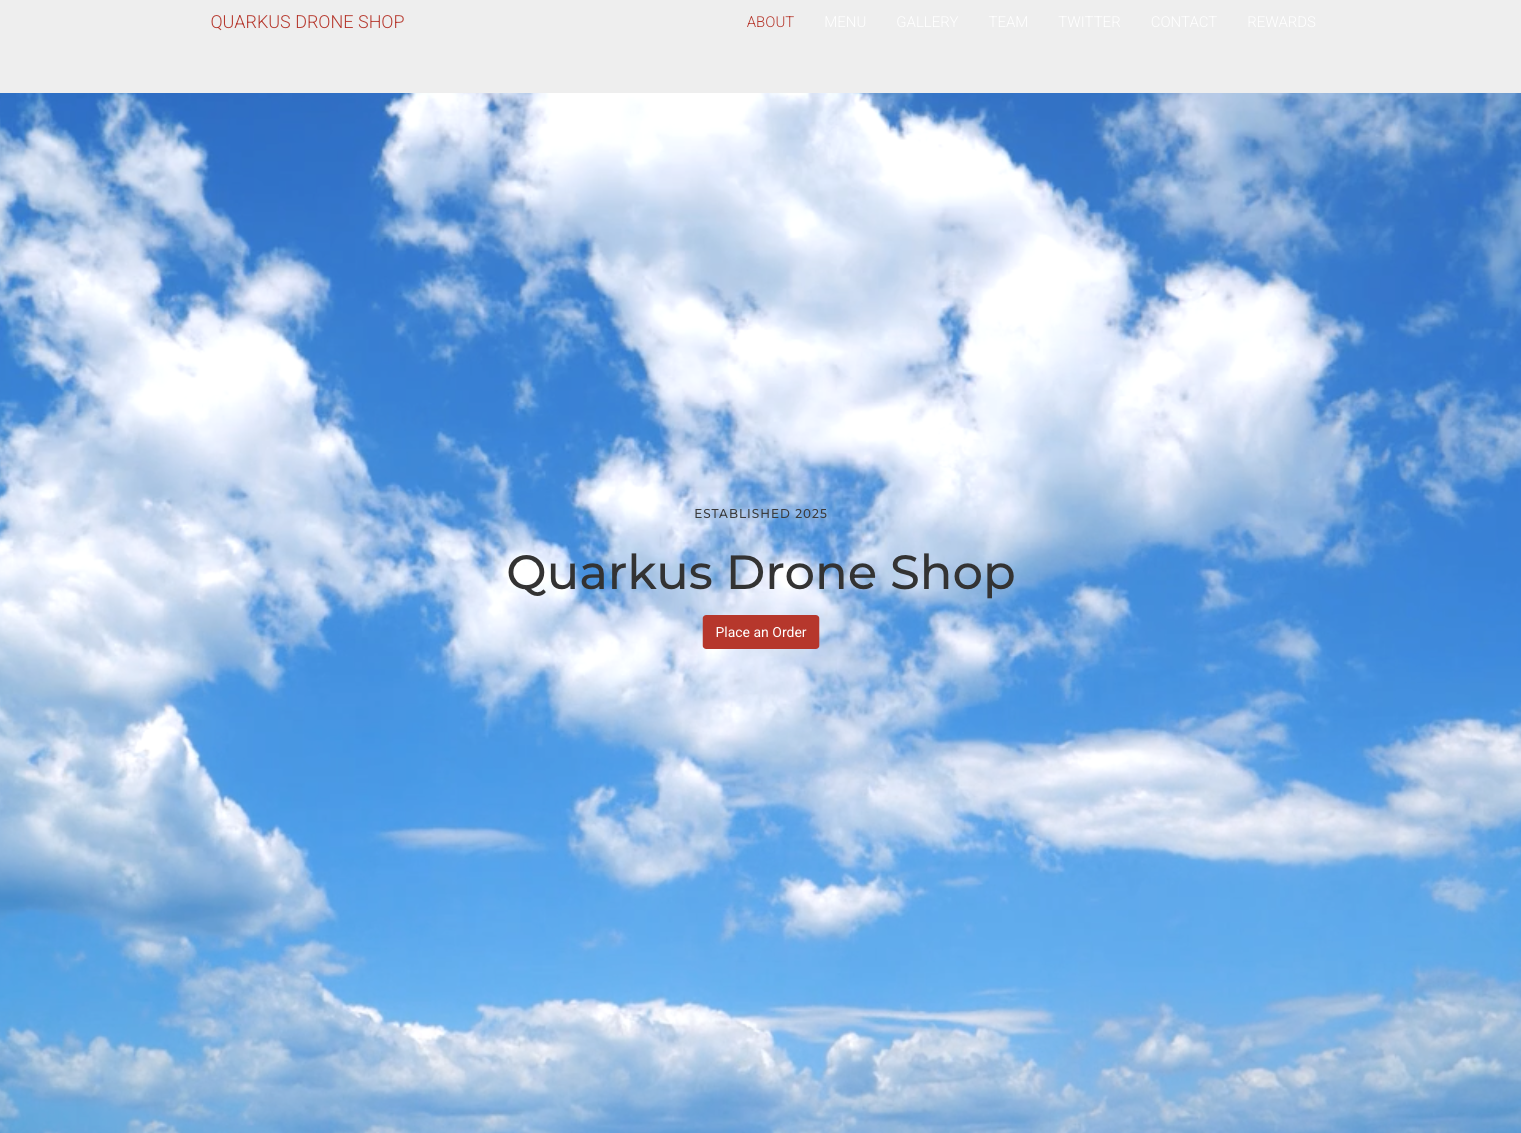 QUARKUS DRONE SHOP
ABOUT MENU GALLERY TEAM TWITTER CONTACT REWARDS
ESTABLISHED 2025
Quarkus Drone Shop
Place an Order